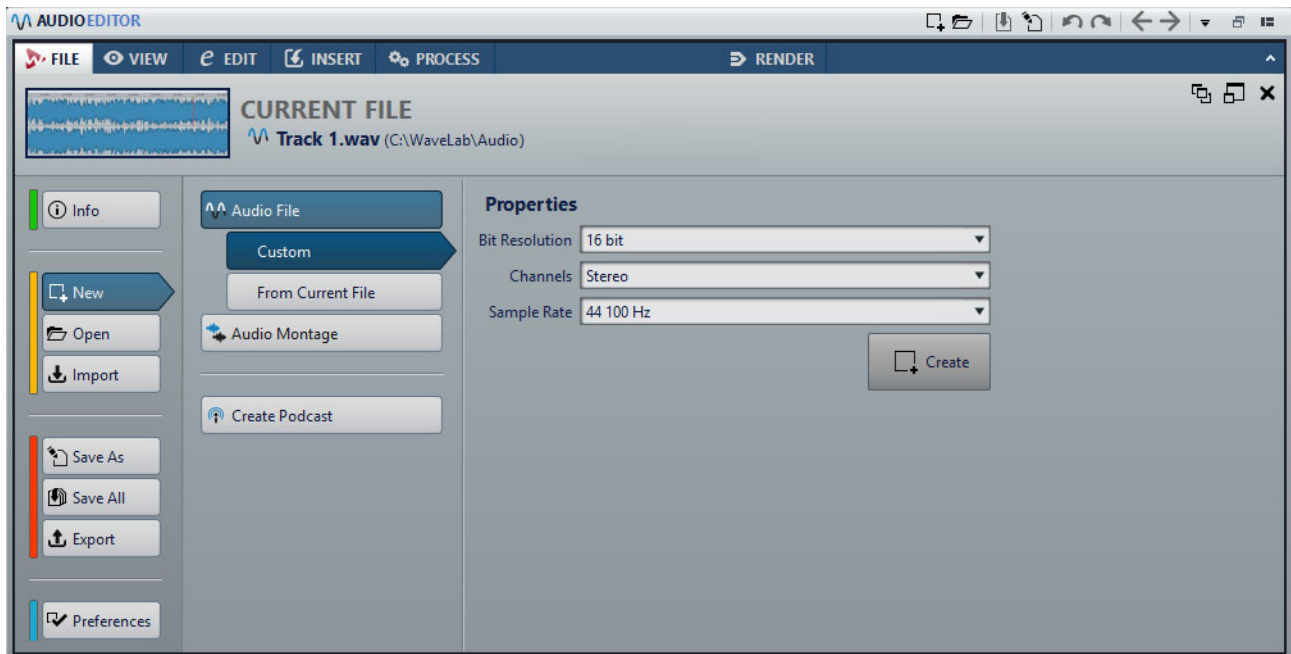 AUDIOEDITOR
FILE VIEW EDIT INSERT PROCESS RENDER
CURRENT FILE
Track 1.wav (C:\WaveLab\Audio)
Info
New
Open
Import
Save As
Save All
Export
Preferences
Audio File
Custom
From Current File
Audio Montage
Create Podcast
Properties
Bit Resolution 16 bit
Channels Stereo
Sample Rate 44 100 Hz
Create